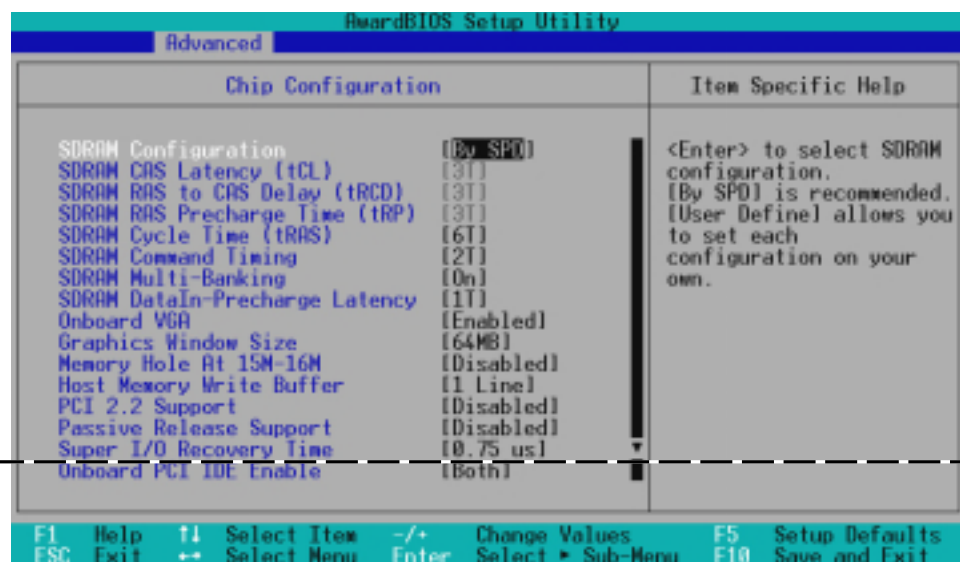 AwardBIOS Setup Utility
Advanced
Chip Configuration
Item Specific Help
SDRAM Configuration [By SPD]
SDRAM CAS Latency (tCL) [3T]
SDRAM RAS to CAS Delay (tRCD) [3T]
SDRAM RAS Precharge Time (tRP) [3T]
SDRAM Cycle Time (tRAS) [6T]
SDRAM Command Timing [2T]
SDRAM Multi-Banking [On]
SDRAM DataIn-Precharge Latency [1T]
Onboard VGA [Enabled]
Graphics Window Size [64MB]
Memory Hole At 15M-16M [Disabled]
Host Memory Write Buffer [1 Line]
PCI 2.2 Support [Disabled]
Passive Release Support [Disabled]
Super I/O Recovery Time [0.75 us]
Onboard PCI IDE Enable [Both]
<Enter> to select SDRAM
configuration.
[By SPD] is recommended.
[User Define] allows you
to set each
configuration on your
own.
F1 Help ↑↓ Select Item -/+ Change Values F5 Setup Defaults
ESC Exit ↔ Select Menu Enter Select ► Sub-Menu F10 Save and Exit